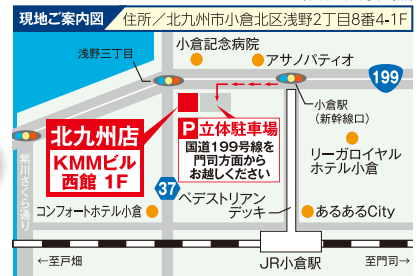 現地ご案内図
住所／北九州市小倉北区浅野2丁目8番4-1F
小倉記念病院
浅野三丁目
アサノパティオ
199
小倉駅
（新幹線口）
北九州店
KMMビル
西館 1F
P立体駐車場
国道199号線を
門司方面から
お越しください
リーガロイヤル
ホテル小倉
紫川さくら通り
37
ペデストリアン
デッキ
コンフォートホテル小倉
あるあるCity
←至戸畑
JR小倉駅
至門司→